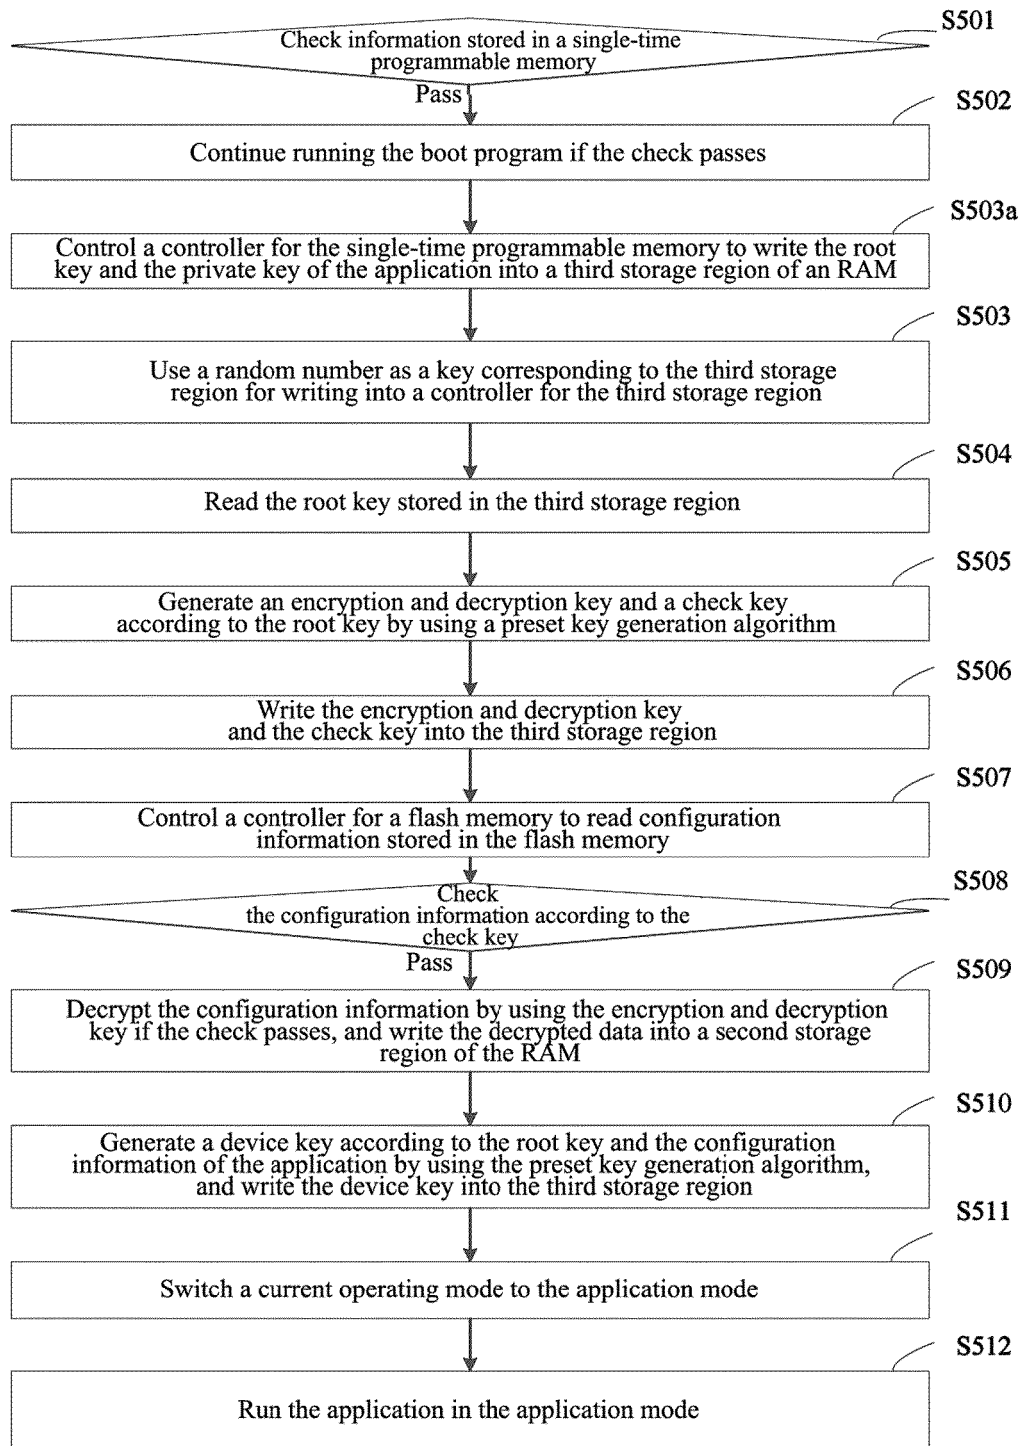 S501
Check information stored in a single-time
programmable memory
Pass
S502
Continue running the boot program if the check passes
S503a
Control a controller for the single-time programmable memory to write the root
key and the private key of the application into a third storage region of an RAM
S503
Use a random number as a key corresponding to the third storage
region for writing into a controller for the third storage region
S504
Read the root key stored in the third storage region
S505
Generate an encryption and decryption key and a check key
according to the root key by using a preset key generation algorithm
S506
Write the encryption and decryption key
and the check key into the third storage region
S507
Control a controller for a flash memory to read configuration
information stored in the flash memory
S508
Check
the configuration information according to the
check key
Pass
S509
Decrypt the configuration information by using the encryption and decryption
key if the check passes, and write the decrypted data into a second storage
region of the RAM
S510
Generate a device key according to the root key and the configuration
information of the application by using the preset key generation algorithm,
and write the device key into the third storage region
S511
Switch a current operating mode to the application mode
S512
Run the application in the application mode